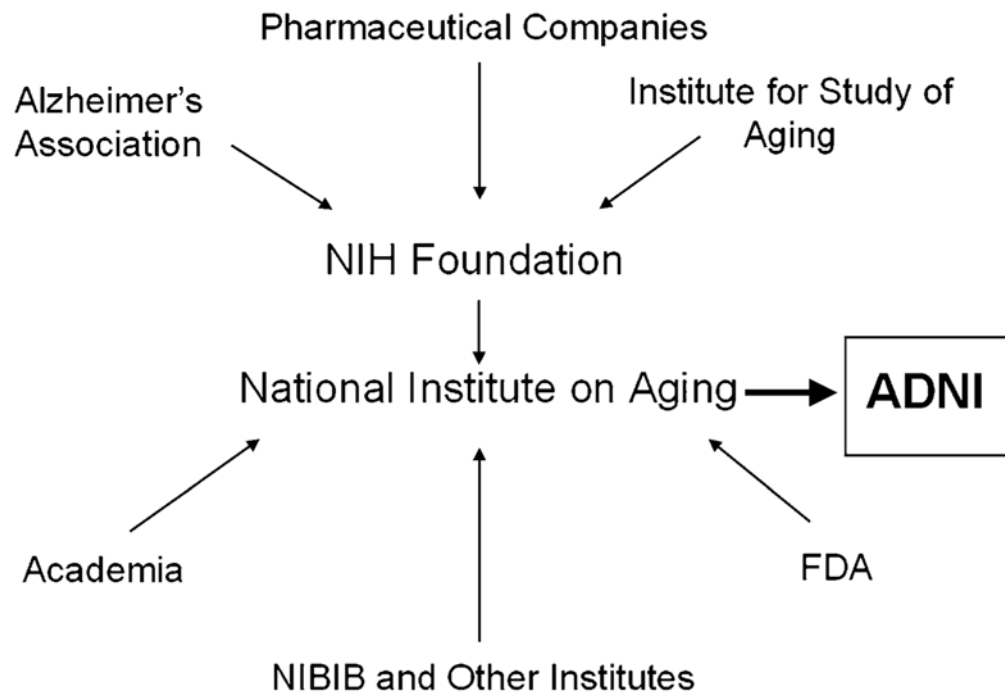 Pharmaceutical Companies
Alzheimer's
Association
Institute for Study of
Aging
NIH Foundation
National Institute on Aging
ADNI
Academia
FDA
NIBIB and Other Institutes